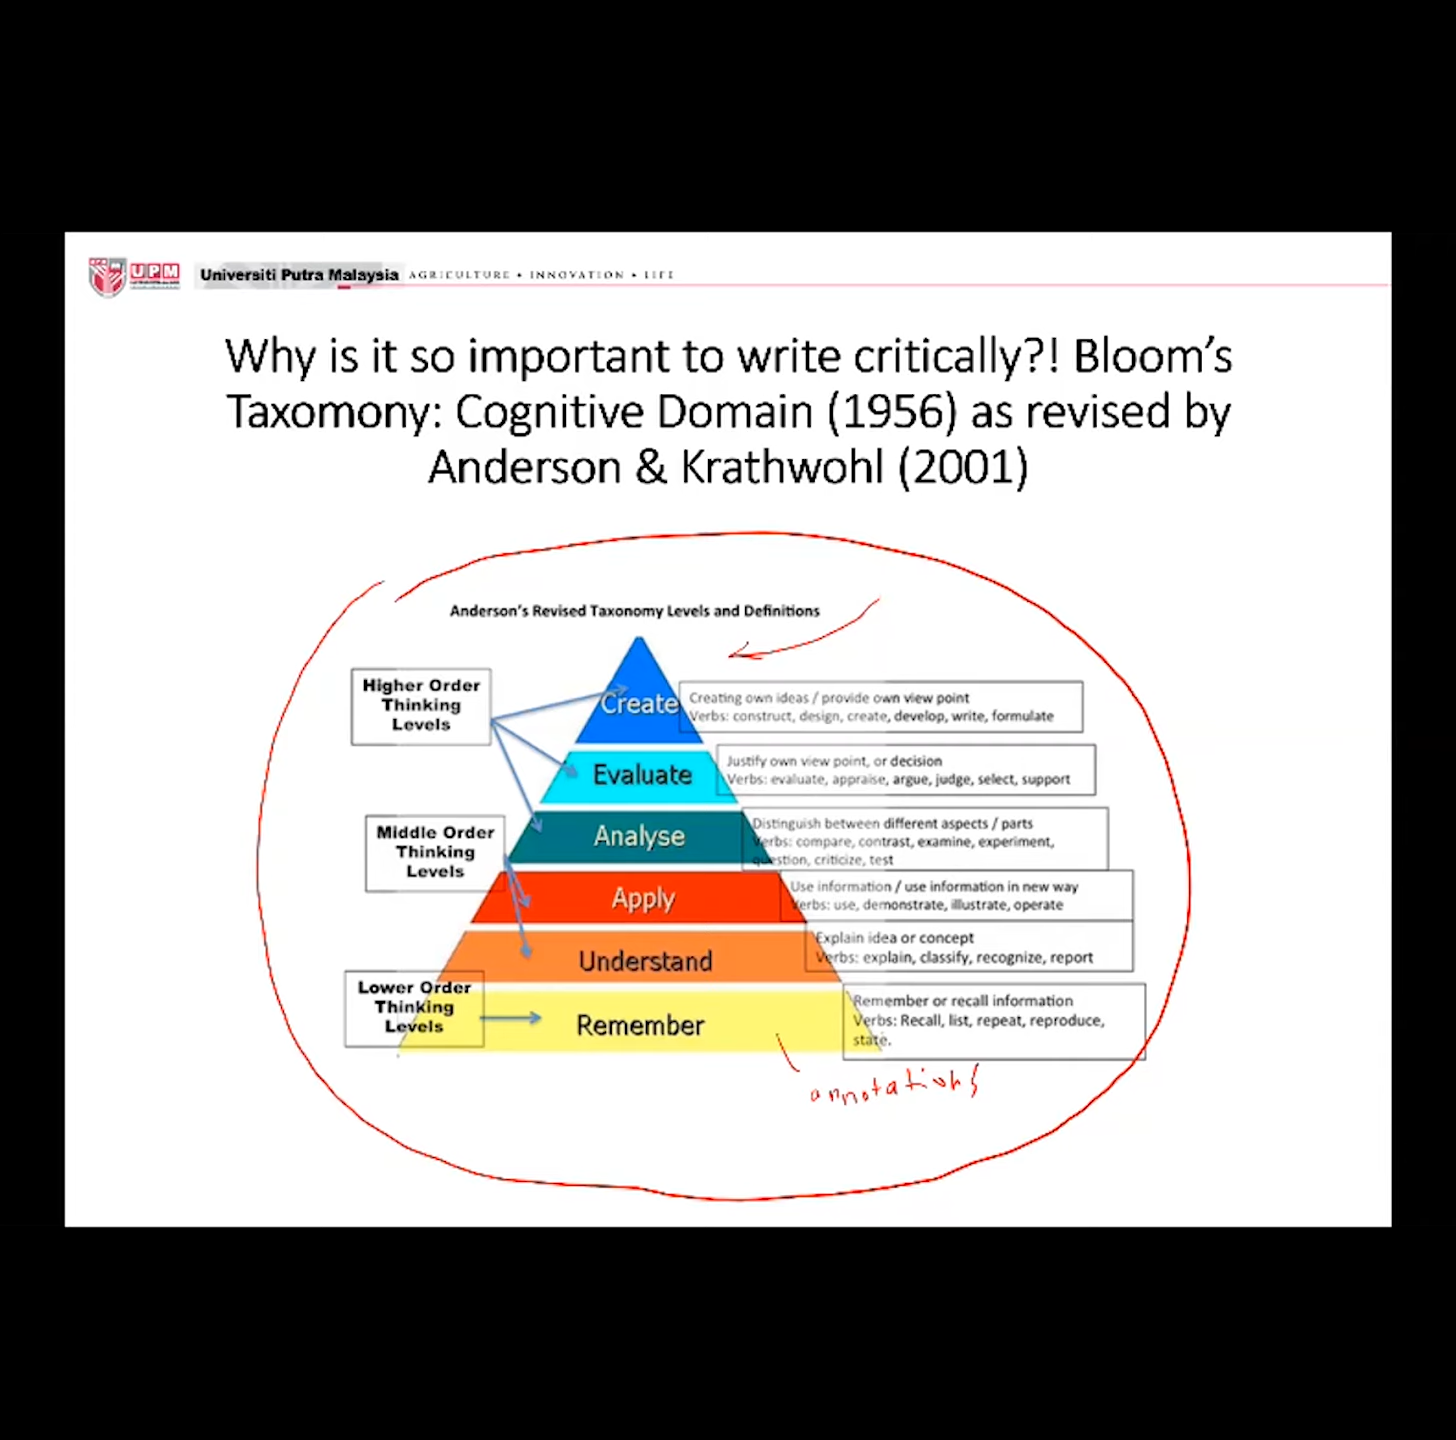 UPM
Universiti Putra Malaysia AGRICULTURE • INNOVATION • LIFE
Why is it so important to write critically?! Bloom's
Taxomony: Cognitive Domain (1956) as revised by
Anderson & Krathwohl (2001)
Anderson's Revised Taxonomy Levels and Definitions
Higher Order
Thinking
Levels
Create
Creating own ideas / provide own view point
Verbs: construct, design, create, develop, write, formulate
Evaluate
Justify own view point, or decision
Verbs: evaluate, appraise, argue, judge, select, support
Middle Order
Thinking
Levels
Analyse
Distinguish between different aspects / parts
Verbs: compare, contrast, examine, experiment,
question, criticize, test
Apply
Use information / use information in new way
Verbs: use, demonstrate, illustrate, operate
Understand
Explain idea or concept
Verbs: explain, classify, recognize, report
Lower Order
Thinking
Levels
Remember
Remember or recall information
Verbs: Recall, list, repeat, reproduce,
state.
annotations